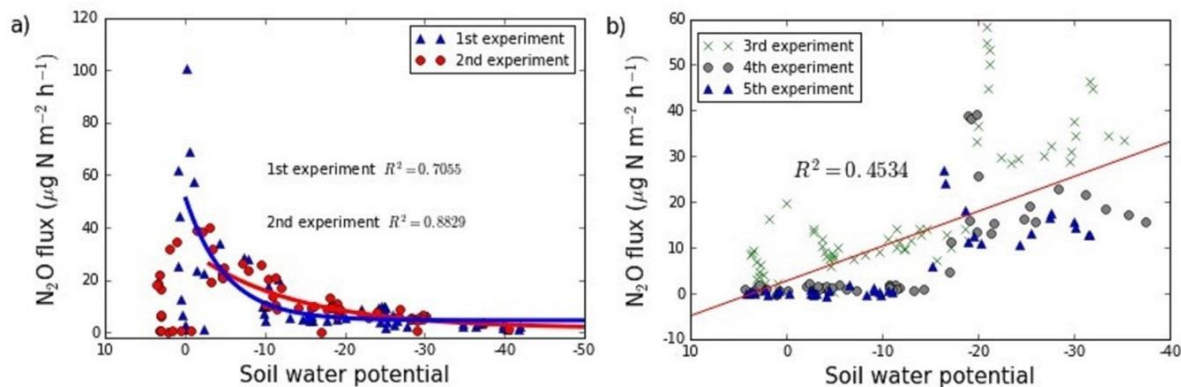 a)
120
100
80
60
40
20
0
10 0 -10 -20 -30 -40 -50
N₂O flux (μg N m⁻² h⁻¹)
Soil water potential
1st experiment
2nd experiment
1st experiment R² = 0.7055
2nd experiment R² = 0.8829
b)
60
50
40
30
20
10
0
-10
10 0 -10 -20 -30 -40
N₂O flux (μg N m⁻² h⁻¹)
Soil water potential
3rd experiment
4th experiment
5th experiment
R² = 0.4534